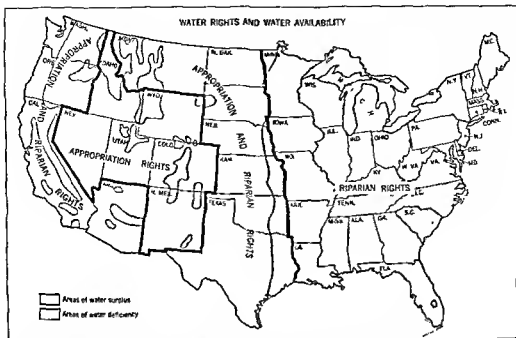 WATER RIGHTS AND WATER AVAILABILITY
WASH.
MONT.
N. DAK.
MINN.
ME.
ORE.
IDAHO
APPROPRIATION
APPROPRIATION
WIS.
N.Y.
VT.
N.H.
MASS.
R.I.
CONN.
WYO.
CAL.
NEV.
UTAH
COLO.
NEB.
IOWA
ILL.
IND.
OHIO
PA.
N.J.
DEL.
MD.
AND
RIPARIAN
RIGHTS
APPROPRIATION RIGHTS
AND
RIPARIAN
RIGHTS
KAN.
MO.
KY.
W. VA.
VA.
RIPARIAN RIGHTS
TENN.
N. MEX.
TEXAS
ARK.
MISS.
ALA.
GA.
S.C.
LA.
FLA.
Areas of water surplus
Areas of water deficiency